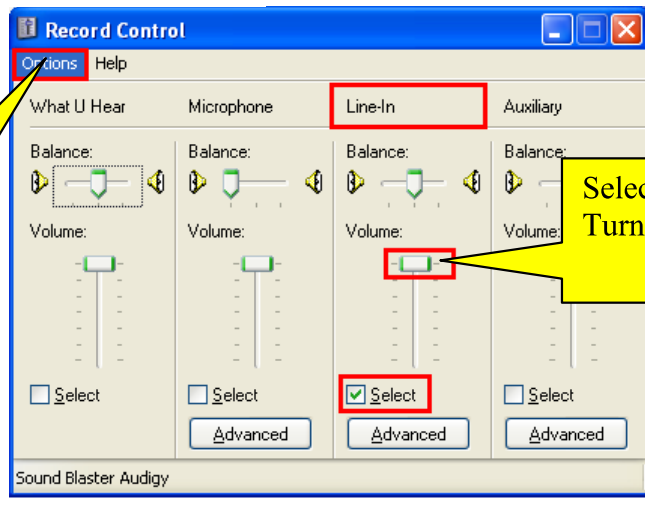 Record Control
Options Help
What U Hear Microphone Line-In Auxiliary
Balance: Balance: Balance: Balance:
Volume: Volume: Volume: Volume:
Turn
Select Select Select Select
Advanced Advanced Advanced
Sound Blaster Audigy